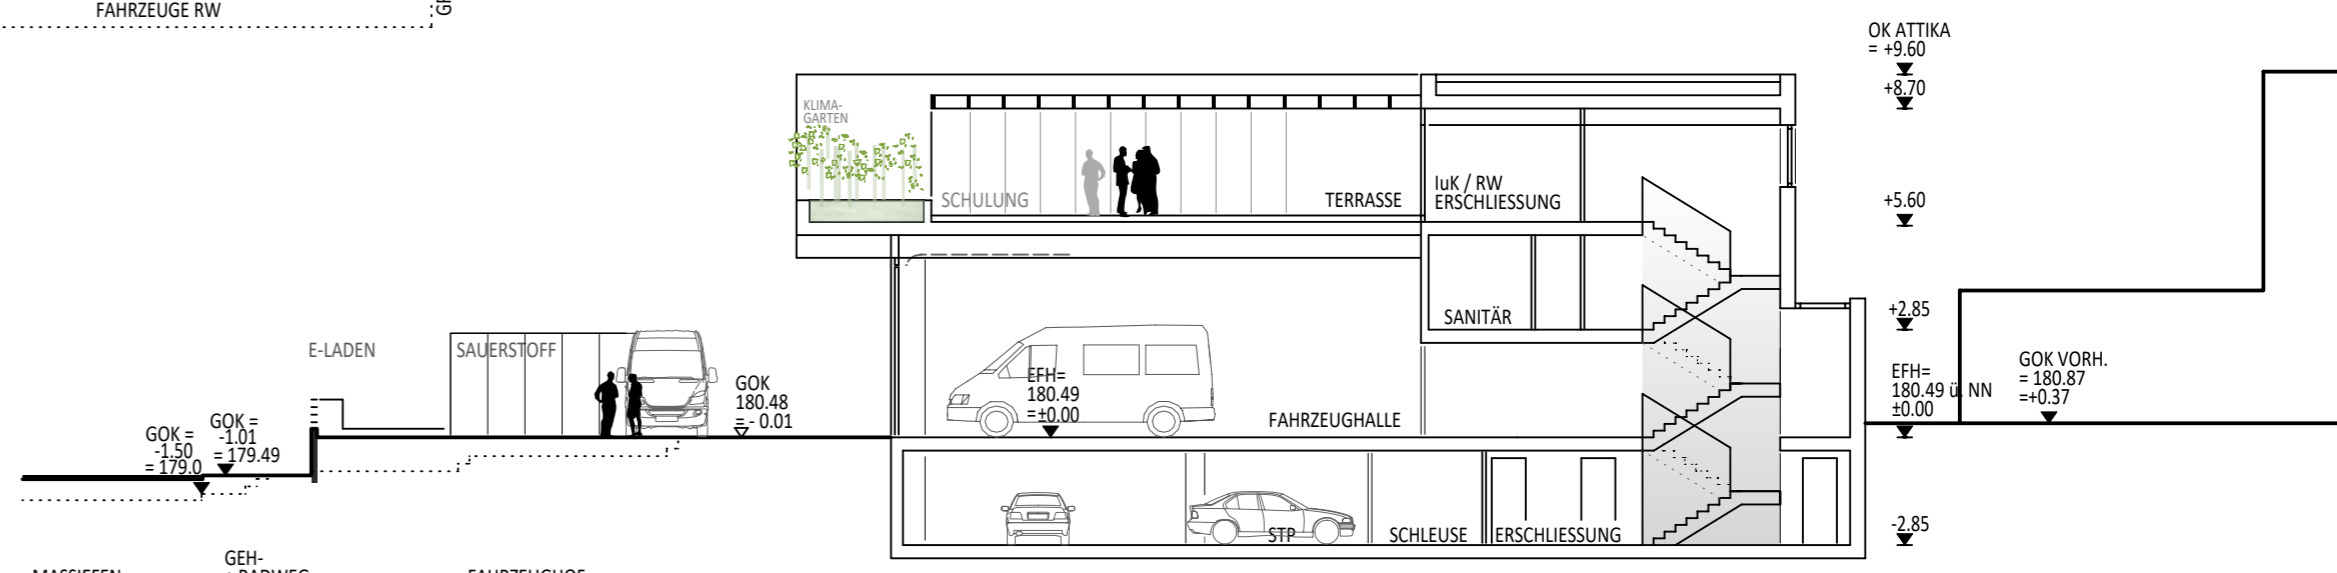 FAHRZEUGE RW
OK ATTIKA
= +9.60
+8.70
KLIMA-
GARTEN
SCHULUNG
TERRASSE
IuK / RW
ERSCHLIESSUNG
+5.60
SANITÄR
+2.85
E-LADEN
SAUERSTOFF
GOK
180.48
= - 0.01
EFH=
180.49
=±0.00
FAHRZEUGHALLE
EFH=
180.49 ü. NN
±0.00
GOK VORH.
= 180.87
=+0.37
GOK =
-1.50
= 179.0
GOK =
-1.01
= 179.49
STP
SCHLEUSE
ERSCHLIESSUNG
-2.85
GEH-